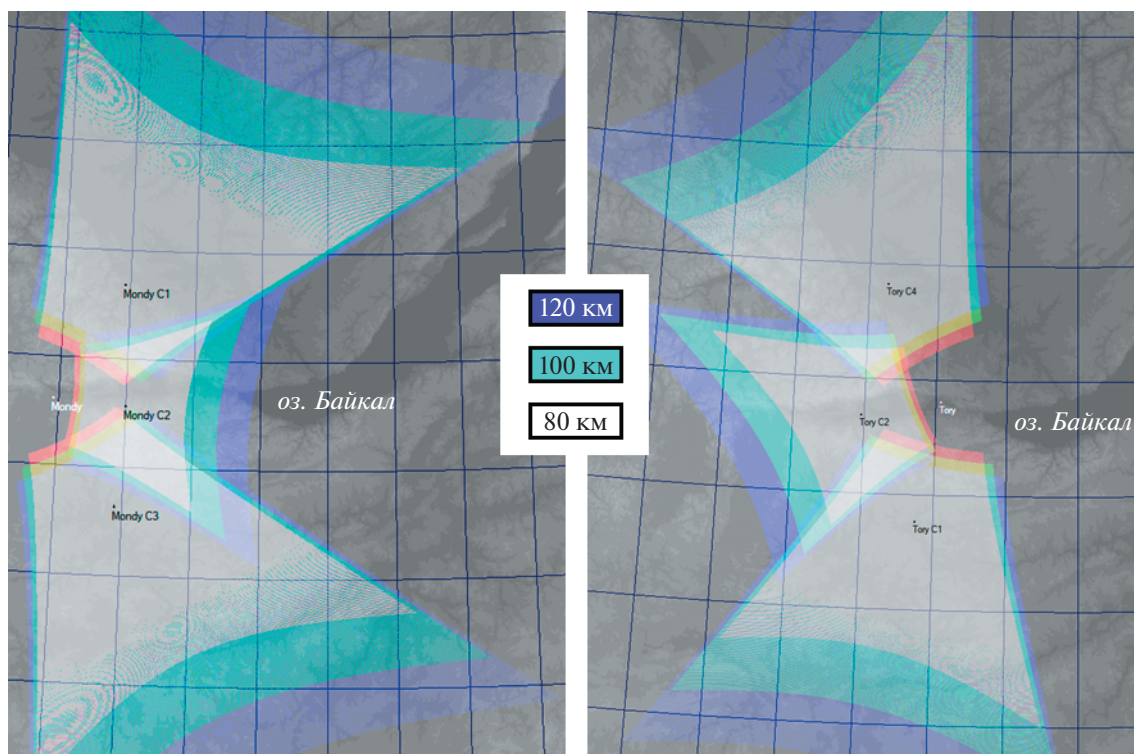 Mondy C1
Mondy
Mondy C2
Mondy C3
оз. Байкал
120 км
100 км
80 км
Tory C4
Tory C2
Tory
Tory C1
оз. Байкал